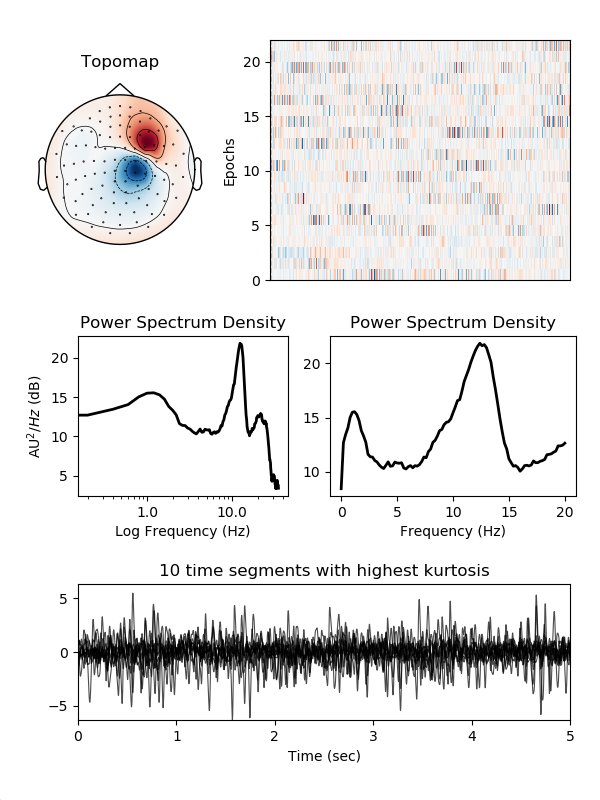 Topomap
Epochs
20
15
10
5
0
Power Spectrum Density
AU²/Hz (dB)
20
15
10
5
1.0 10.0
Log Frequency (Hz)
Power Spectrum Density
20
15
10
0 5 10 15 20
Frequency (Hz)
10 time segments with highest kurtosis
5
0
−5
0 1 2 3 4 5
Time (sec)